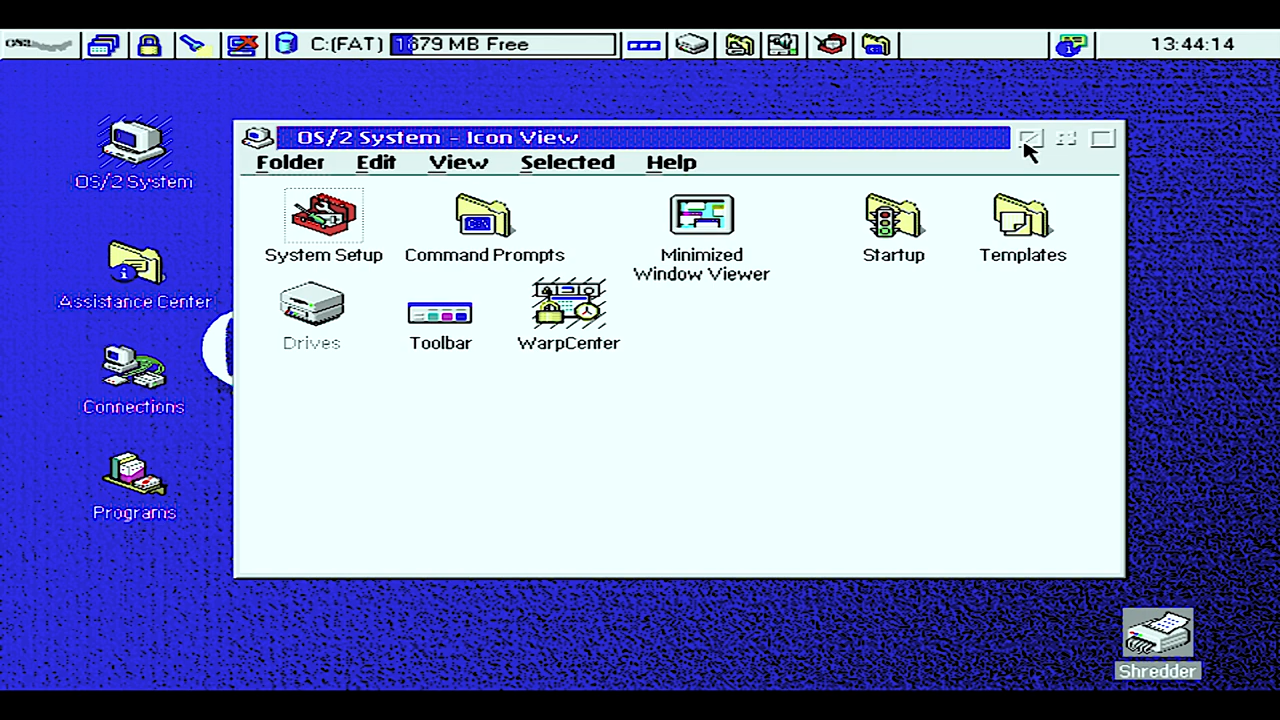 C:(FAT) 1879 MB Free
13:44:14
OS/2 System - Icon View
Folder Edit View Selected Help
OS/2 System
Assistance Center
Connections
Programs
System Setup
Command Prompts
Minimized
Window Viewer
Startup
Templates
Drives
Toolbar
WarpCenter
Shredder